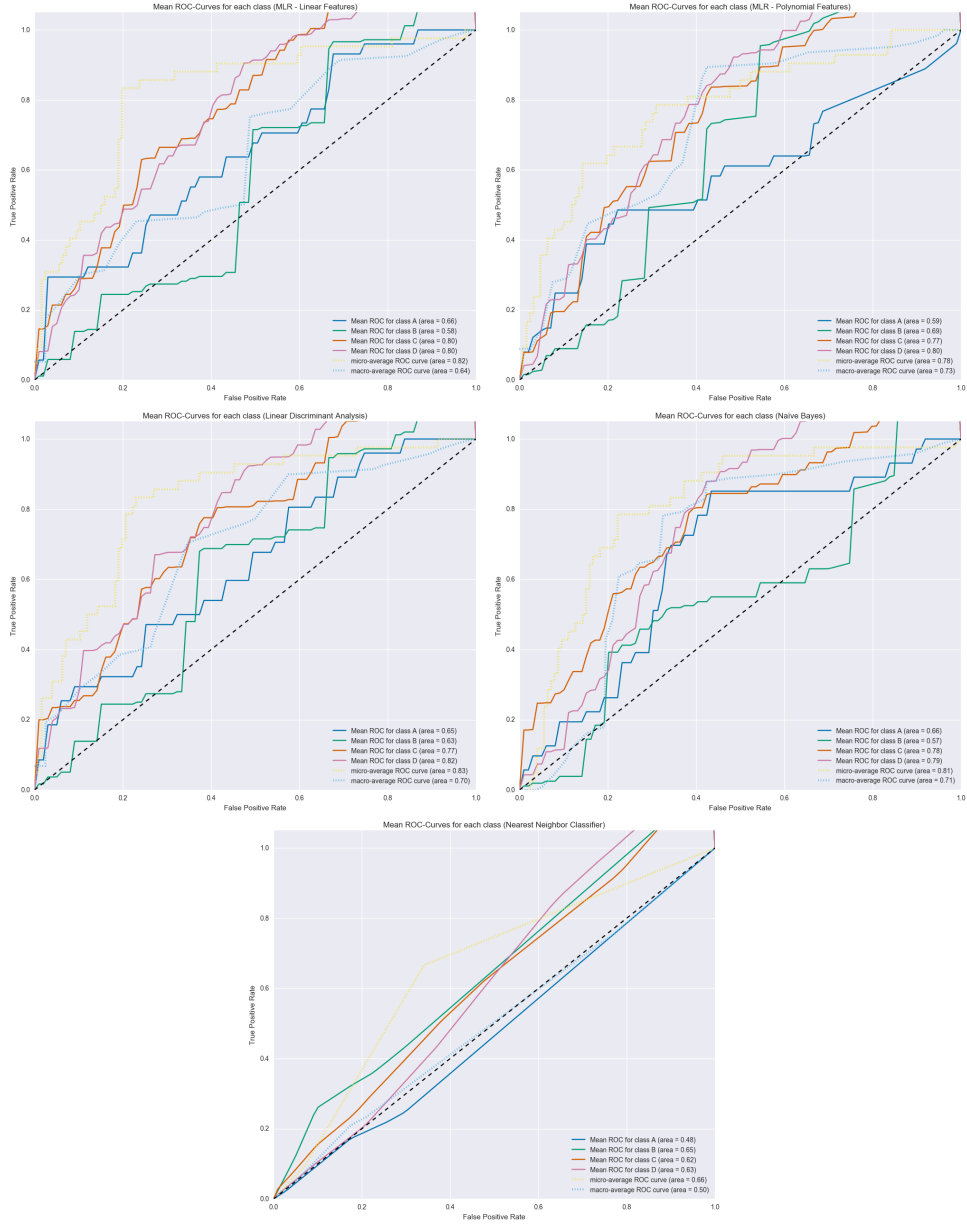 Mean ROC-Curves for each class (MLR - Linear Features)
True Positive Rate
1.0
0.8
0.6
0.4
0.2
0.0
0.0 0.2 0.4 0.6 0.8 1.0
False Positive Rate
Mean ROC for class A (area = 0.66)
Mean ROC for class B (area = 0.58)
Mean ROC for class C (area = 0.80)
Mean ROC for class D (area = 0.80)
micro-average ROC curve (area = 0.82)
macro-average ROC curve (area = 0.64)
Mean ROC-Curves for each class (MLR - Polynomial Features)
True Positive Rate
1.0
0.8
0.6
0.4
0.2
0.0
0.0 0.2 0.4 0.6 0.8 1.0
False Positive Rate
Mean ROC for class A (area = 0.59)
Mean ROC for class B (area = 0.69)
Mean ROC for class C (area = 0.77)
Mean ROC for class D (area = 0.80)
micro-average ROC curve (area = 0.78)
macro-average ROC curve (area = 0.73)
Mean ROC-Curves for each class (Linear Discriminant Analysis)
True Positive Rate
1.0
0.8
0.6
0.4
0.2
0.0
0.0 0.2 0.4 0.6 0.8 1.0
False Positive Rate
Mean ROC for class A (area = 0.65)
Mean ROC for class B (area = 0.63)
Mean ROC for class C (area = 0.77)
Mean ROC for class D (area = 0.82)
micro-average ROC curve (area = 0.83)
macro-average ROC curve (area = 0.70)
Mean ROC-Curves for each class (Naive Bayes)
True Positive Rate
1.0
0.8
0.6
0.4
0.2
0.0
0.0 0.2 0.4 0.6 0.8 1.0
False Positive Rate
Mean ROC for class A (area = 0.66)
Mean ROC for class B (area = 0.57)
Mean ROC for class C (area = 0.78)
Mean ROC for class D (area = 0.79)
micro-average ROC curve (area = 0.81)
macro-average ROC curve (area = 0.71)
Mean ROC-Curves for each class (Nearest Neighbor Classifier)
True Positive Rate
1.0
0.8
0.6
0.4
0.2
0.0
0.0 0.2 0.4 0.6 0.8 1.0
False Positive Rate
Mean ROC for class A (area = 0.48)
Mean ROC for class B (area = 0.65)
Mean ROC for class C (area = 0.62)
Mean ROC for class D (area = 0.63)
micro-average ROC curve (area = 0.66)
macro-average ROC curve (area = 0.50)